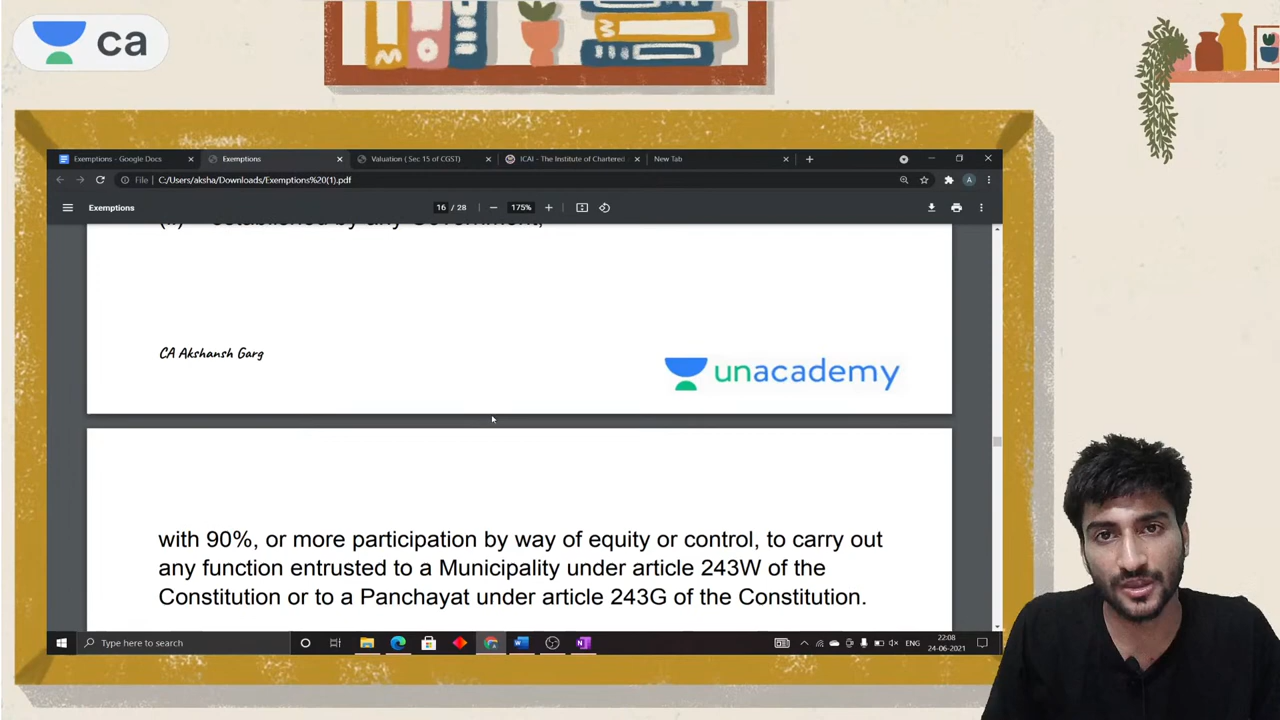 ca
Exemptions - Google Docs
Exemptions
Valuation ( Sec 15 of CGST)
ICAI - The Institute of Chartered
New Tab
File
C:/Users/aksha/Downloads/Exemptions%20(1).pdf
A
Exemptions
16 / 28
175%
established by any Government,
CA Akshansh Garg
unacademy
with 90%, or more participation by way of equity or control, to carry out
any function entrusted to a Municipality under article 243W of the
Constitution or to a Panchayat under article 243G of the Constitution.
Type here to search
ENG
22:08
24-06-2021